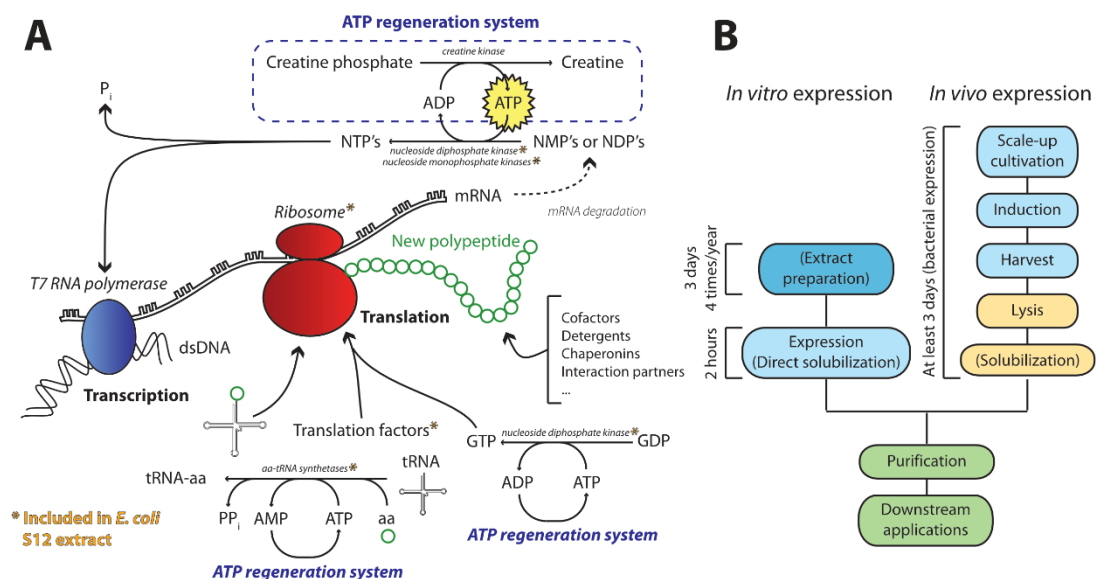 A
ATP regeneration system
creatine kinase
Creatine phosphate
Creatine
Pi
ADP
ATP
NTP's
NMP's or NDP's
nucleoside diphosphate kinase*
nucleoside monophosphate kinases*
mRNA
mRNA degradation
Ribosome*
New polypeptide
T7 RNA polymerase
Translation
dsDNA
Transcription
Cofactors
Detergents
Chaperonins
Interaction partners
...
Translation factors*
GTP
nucleoside diphosphate kinase*
GDP
ADP
ATP
ATP regeneration system
tRNA-aa
aa-tRNA synthetases*
tRNA
PPi
AMP
ATP
aa
ATP regeneration system
* Included in E. coli
S12 extract
B
In vitro expression
In vivo expression
3 days
4 times/year
(Extract
preparation)
2 hours
Expression
(Direct solubilization)
At least 3 days (bacterial expression)
Scale-up
cultivation
Induction
Harvest
Lysis
(Solubilization)
Purification
Downstream
applications